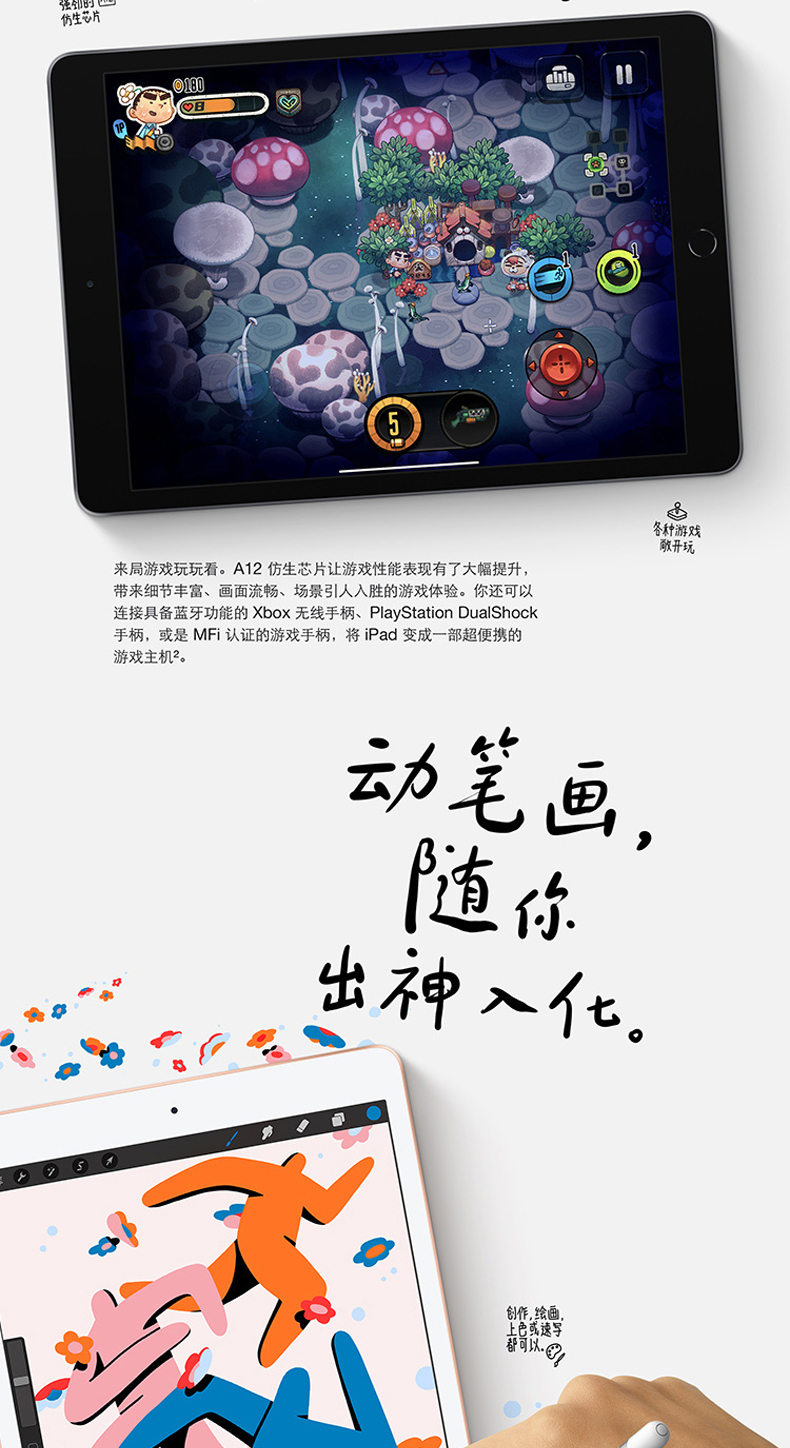 仿生芯片
180
8
1P
1
1
5
各种游戏
敞开玩
来局游戏玩玩看。A12 仿生芯片让游戏性能表现有了大幅提升，
带来细节丰富、画面流畅、场景引人入胜的游戏体验。你还可以
连接具备蓝牙功能的 Xbox 无线手柄、PlayStation DualShock
手柄，或是 MFi 认证的游戏手柄，将 iPad 变成一部超便携的
游戏主机²。
动笔画，
随你
出神入化。
创作，绘画，
上色或速写
都可以。